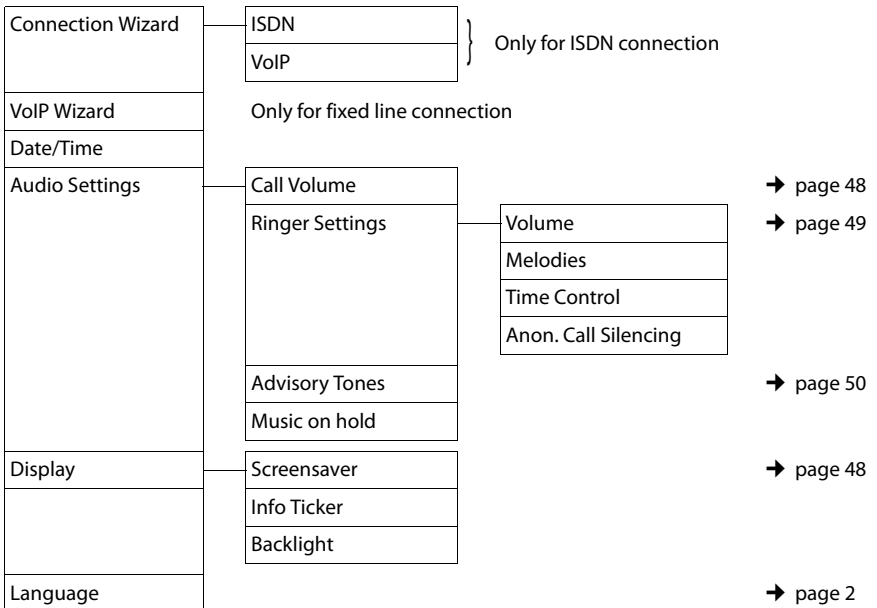 Connection Wizard ISDN
Only for ISDN connection
VoIP
VoIP Wizard Only for fixed line connection
Date/Time
Audio Settings Call Volume ➔ page 48
Ringer Settings Volume ➔ page 49
Melodies
Time Control
Anon. Call Silencing
Advisory Tones ➔ page 50
Music on hold
Display Screensaver ➔ page 48
Info Ticker
Backlight
Language ➔ page 2